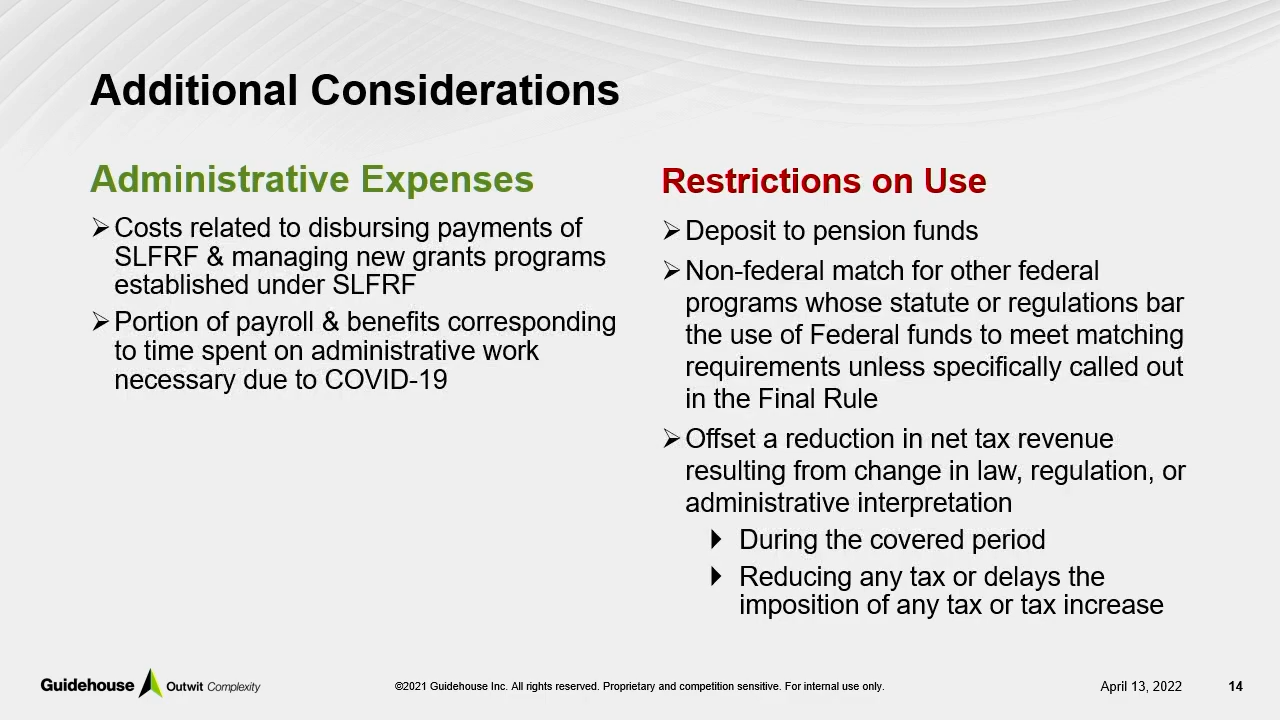 Additional Considerations
Administrative Expenses
➢Costs related to disbursing payments of
SLFRF & managing new grants programs
established under SLFRF
➢Portion of payroll & benefits corresponding
to time spent on administrative work
necessary due to COVID-19
Restrictions on Use
➢Deposit to pension funds
➢Non-federal match for other federal
programs whose statute or regulations bar
the use of Federal funds to meet matching
requirements unless specifically called out
in the Final Rule
➢Offset a reduction in net tax revenue
resulting from change in law, regulation, or
administrative interpretation
During the covered period
Reducing any tax or delays the
imposition of any tax or tax increase
Guidehouse Outwit Complexity
©2021 Guidehouse Inc. All rights reserved. Proprietary and competition sensitive. For internal use only.
April 13, 2022
14